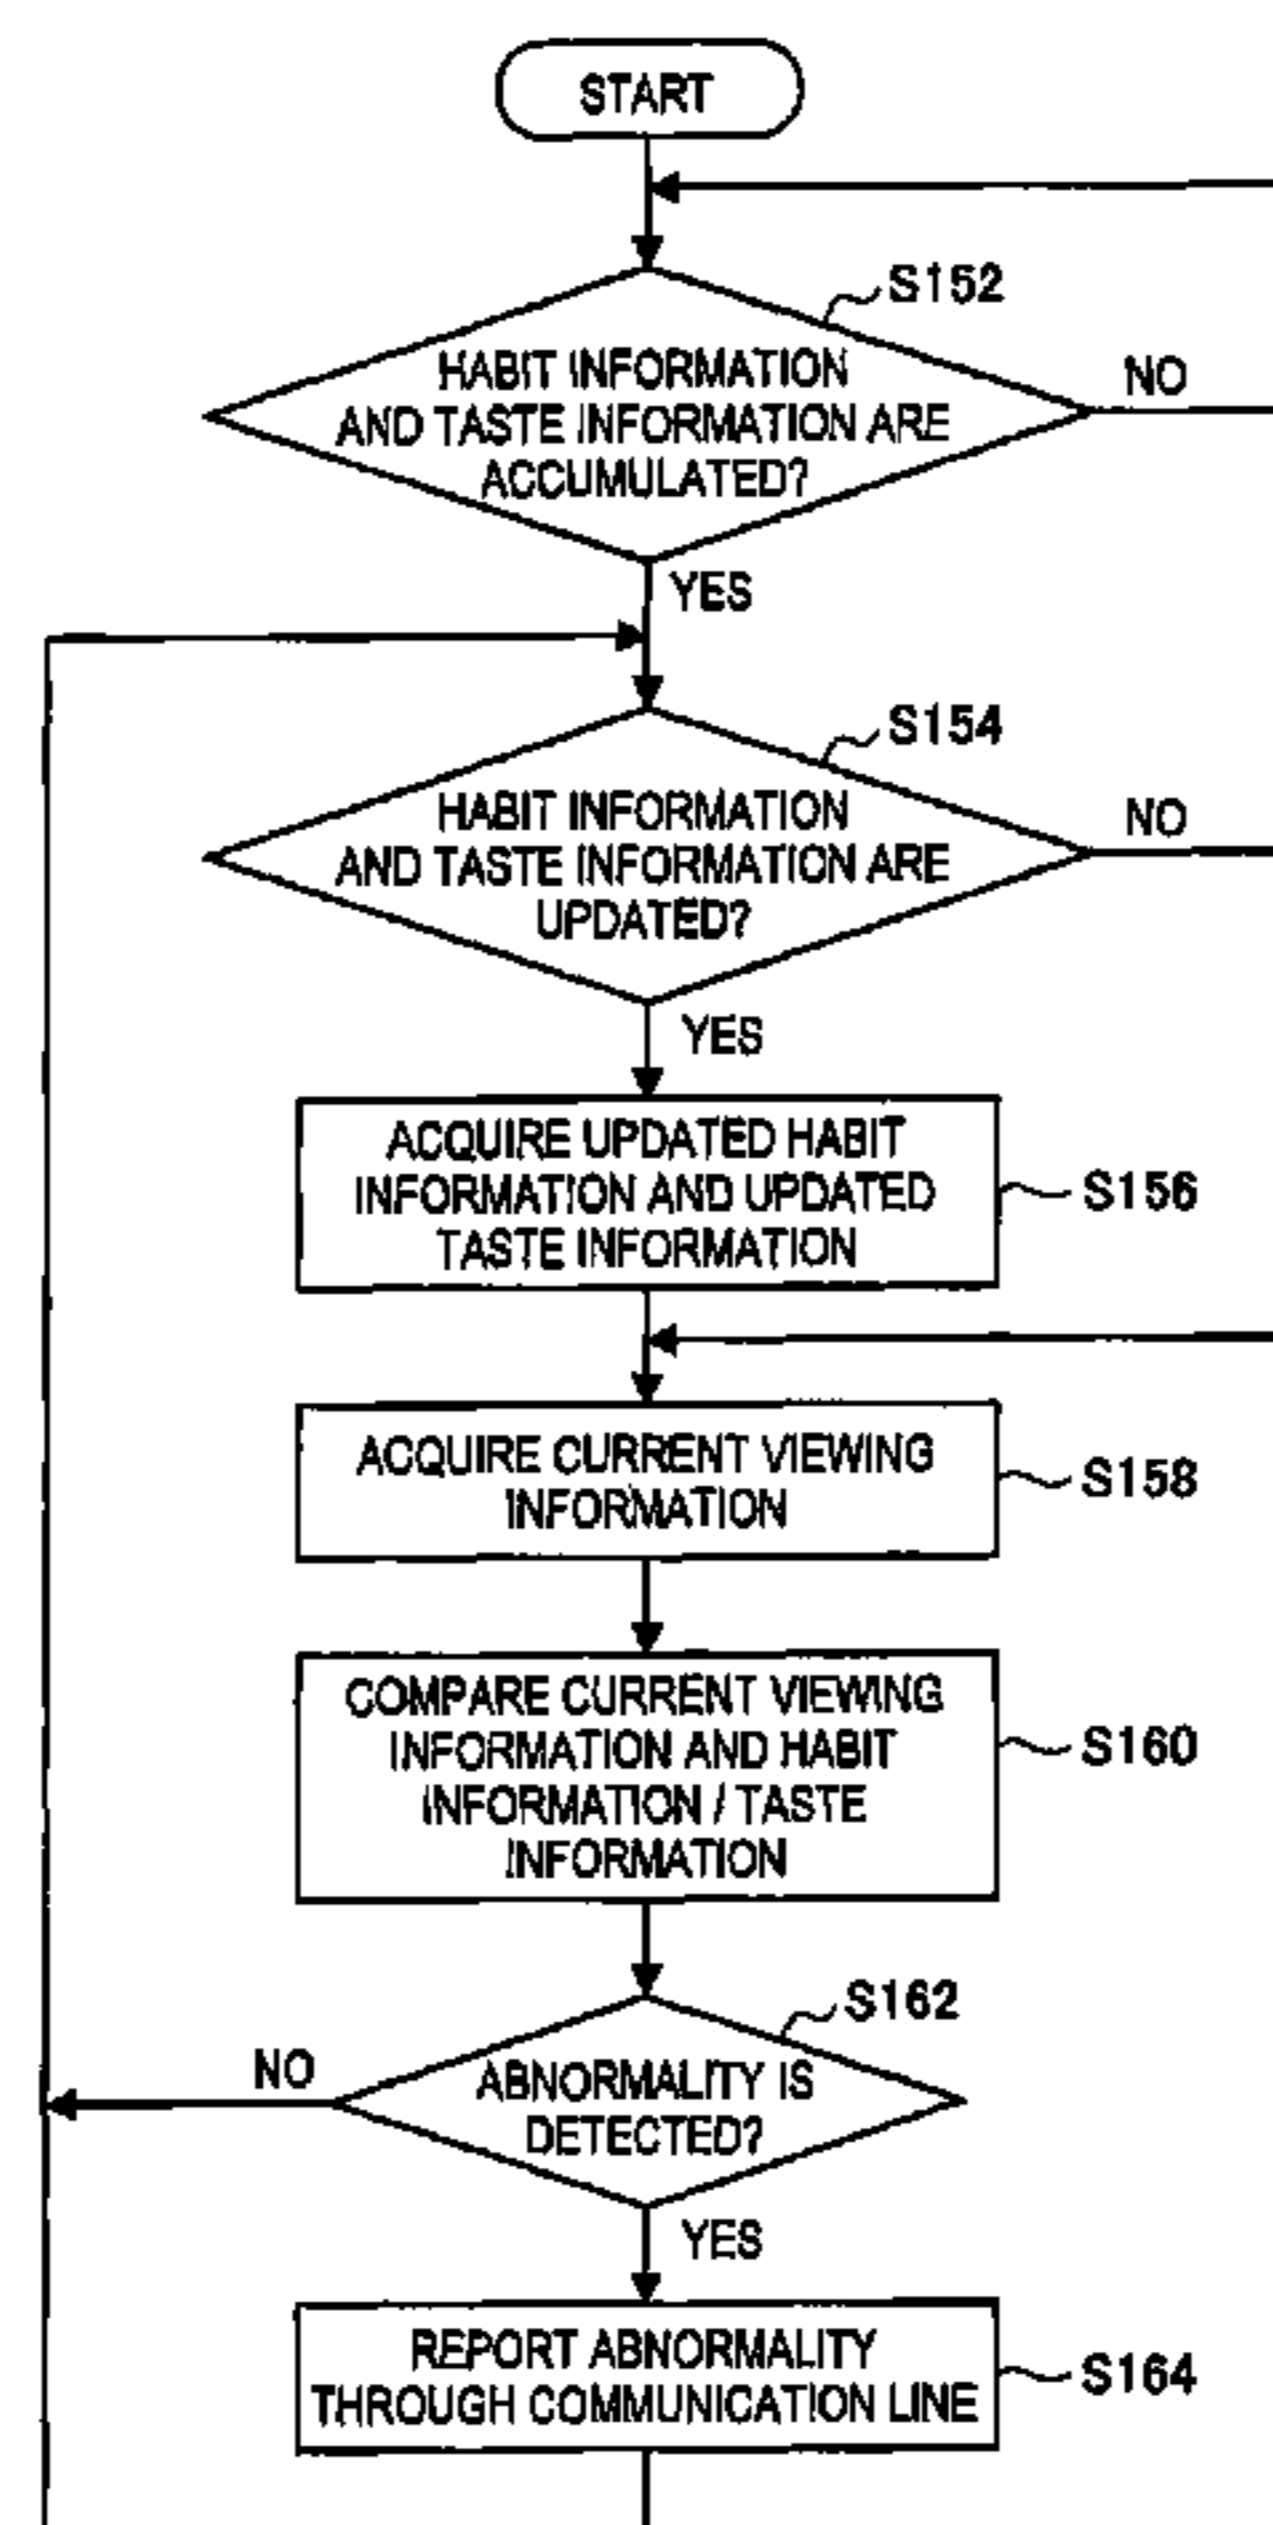 START
S152
HABIT INFORMATION
AND TASTE INFORMATION ARE
ACCUMULATED?
NO
YES
S154
HABIT INFORMATION
AND TASTE INFORMATION ARE
UPDATED?
NO
YES
ACQUIRE UPDATED HABIT
INFORMATION AND UPDATED
TASTE INFORMATION
S156
ACQUIRE CURRENT VIEWING
INFORMATION
S158
COMPARE CURRENT VIEWING
INFORMATION AND HABIT
INFORMATION / TASTE
INFORMATION
S160
S162
ABNORMALITY IS
DETECTED?
NO
YES
REPORT ABNORMALITY
THROUGH COMMUNICATION LINE
S164